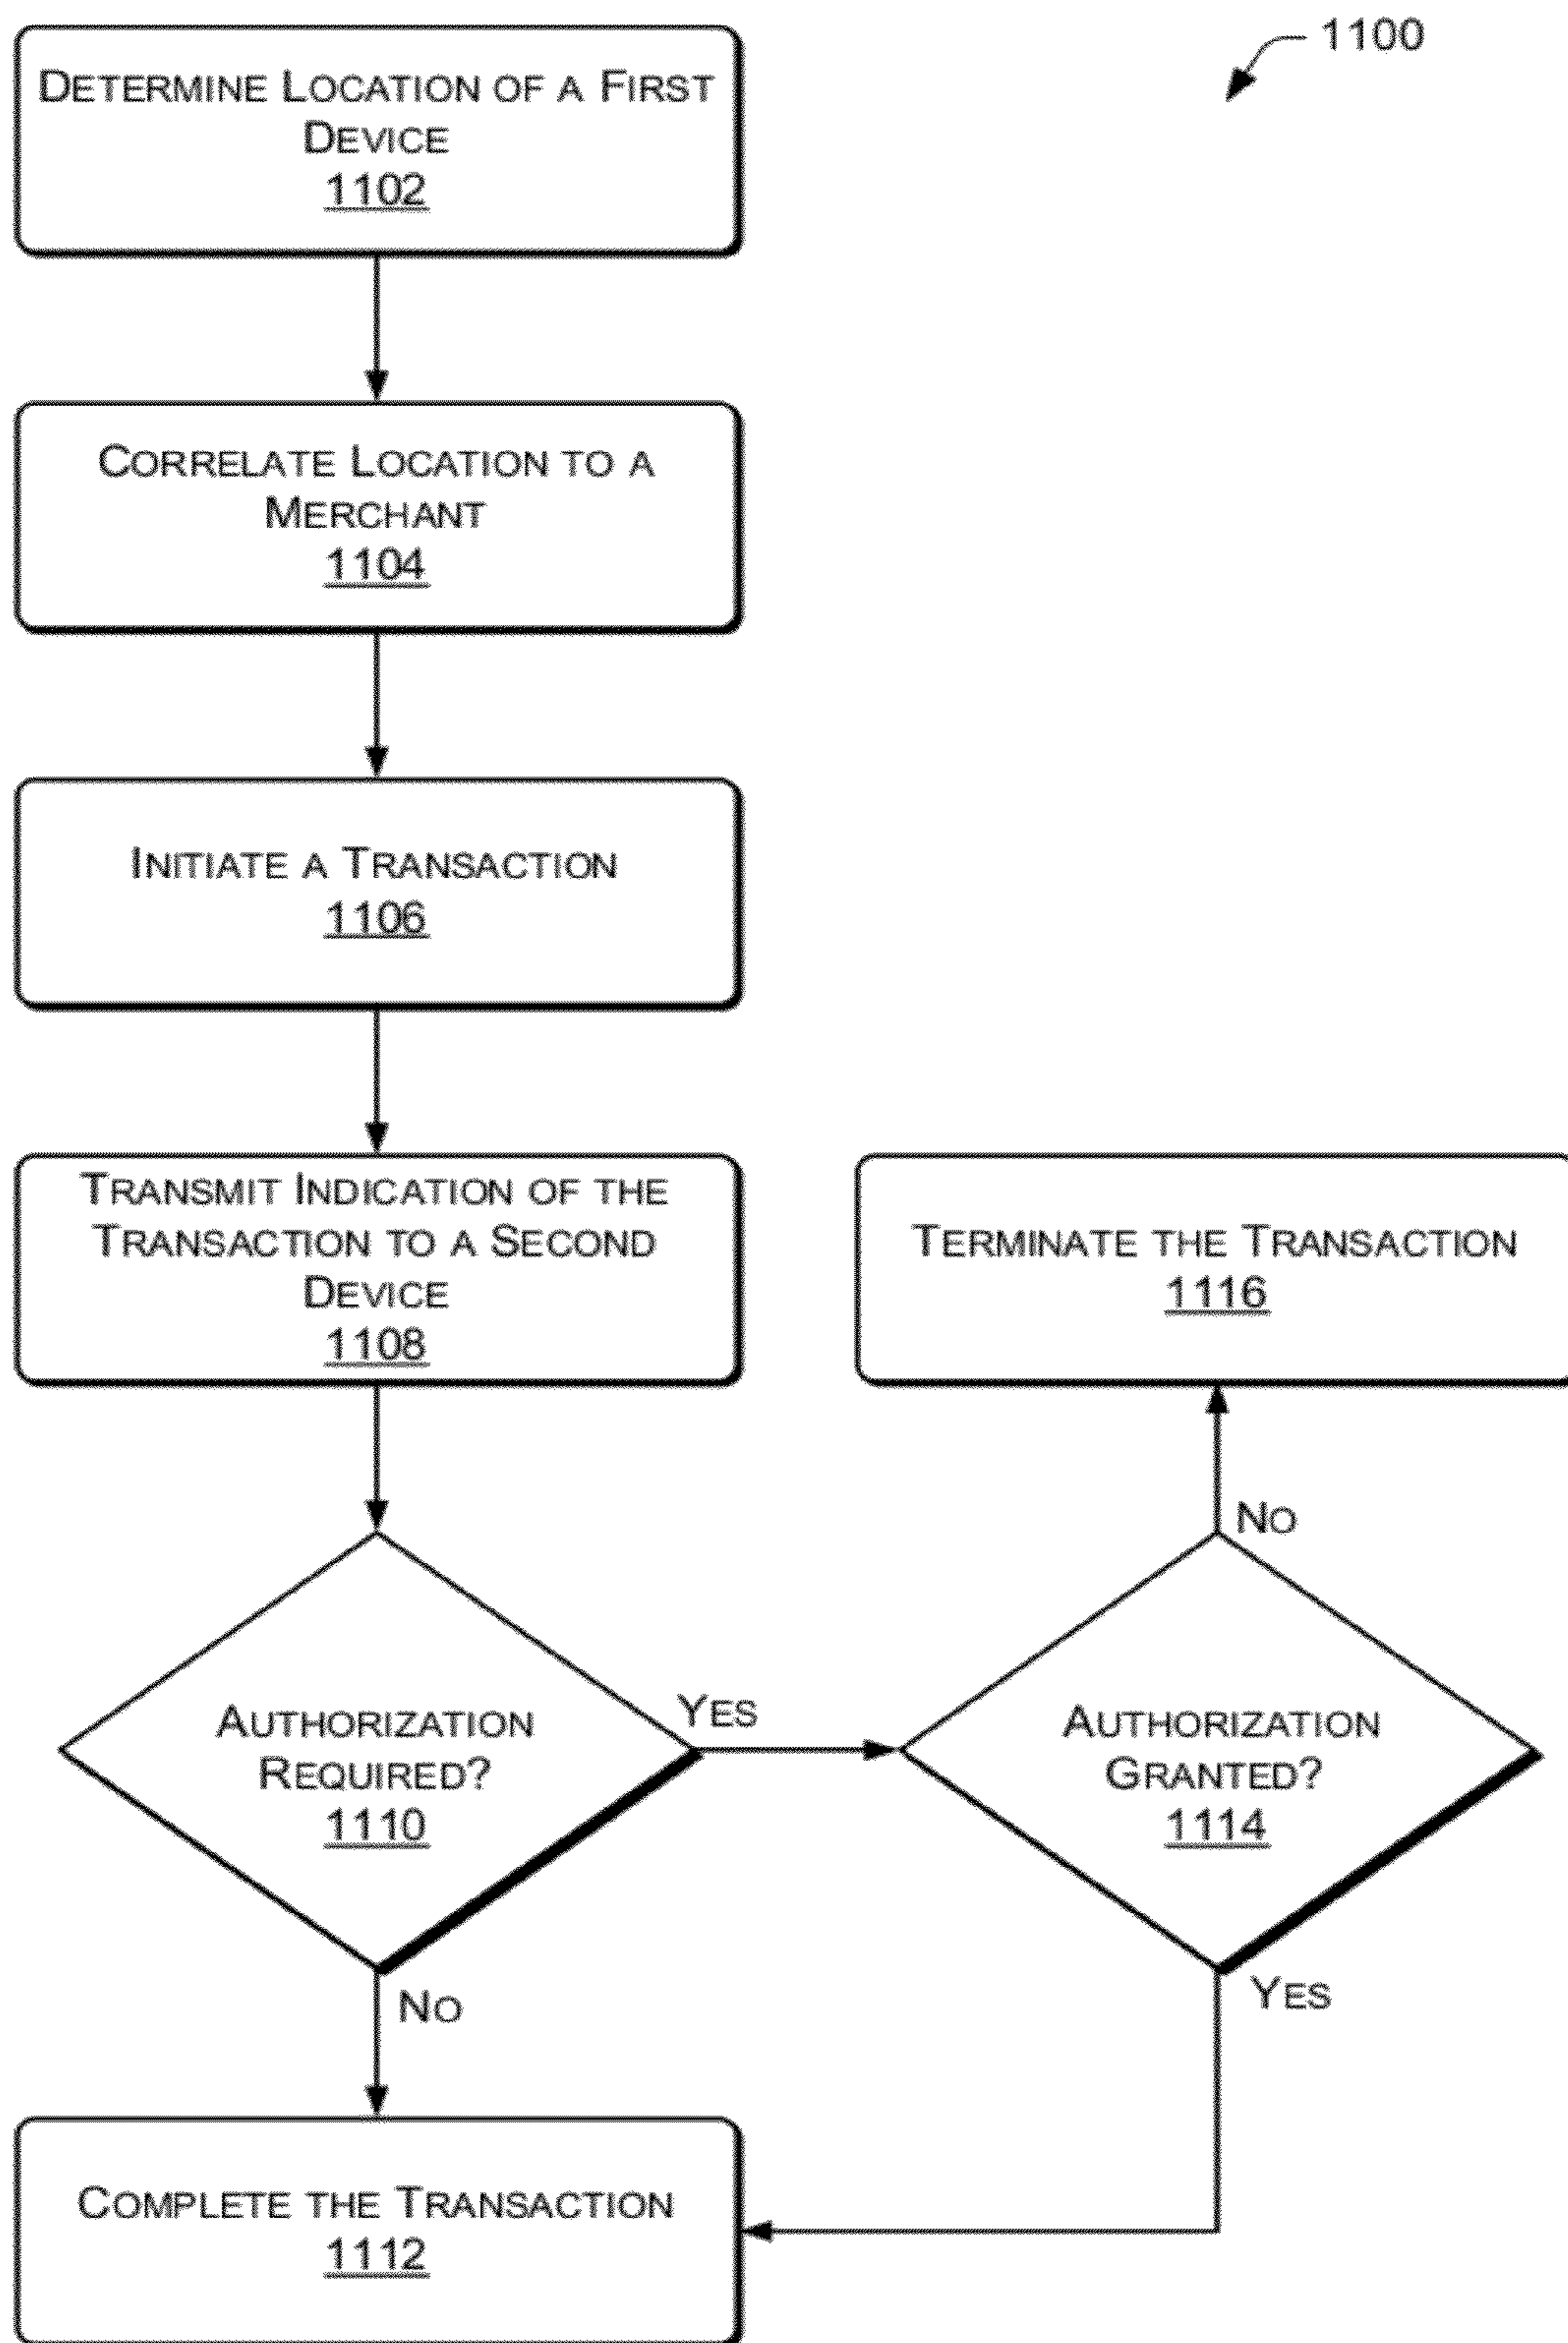 1100
DETERMINE LOCATION OF A FIRST
DEVICE
1102
CORRELATE LOCATION TO A
MERCHANT
1104
INITIATE A TRANSACTION
1106
TRANSMIT INDICATION OF THE
TRANSACTION TO A SECOND
DEVICE
1108
TERMINATE THE TRANSACTION
1116
NO
AUTHORIZATION
REQUIRED?
1110
YES
AUTHORIZATION
GRANTED?
1114
NO
YES
COMPLETE THE TRANSACTION
1112